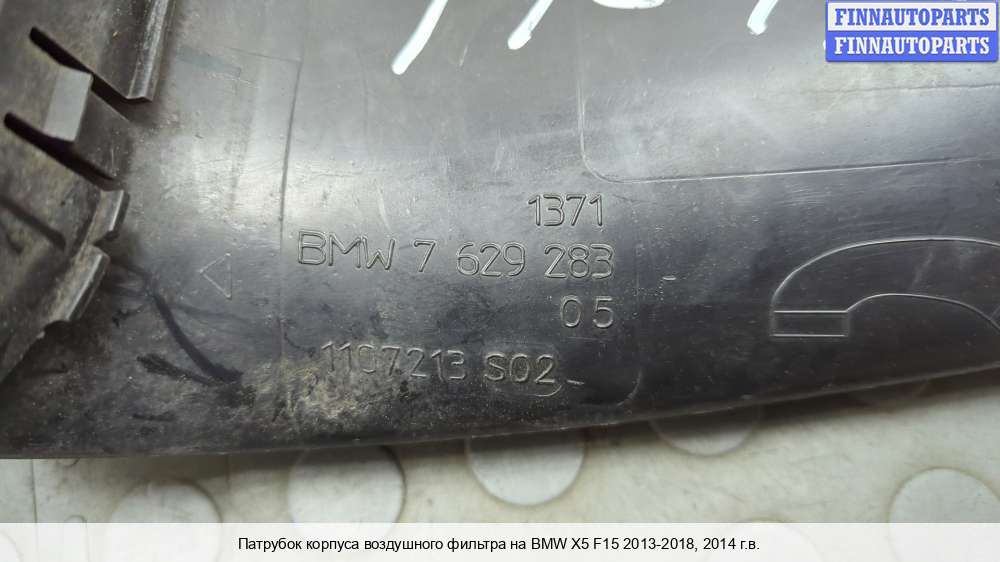 FINNAUTOPARTS
FINNAUTOPARTS
1371
BMW 7 629 283
05
1107213 S02
Патрубок корпуса воздушного фильтра на BMW X5 F15 2013-2018, 2014 г.в.